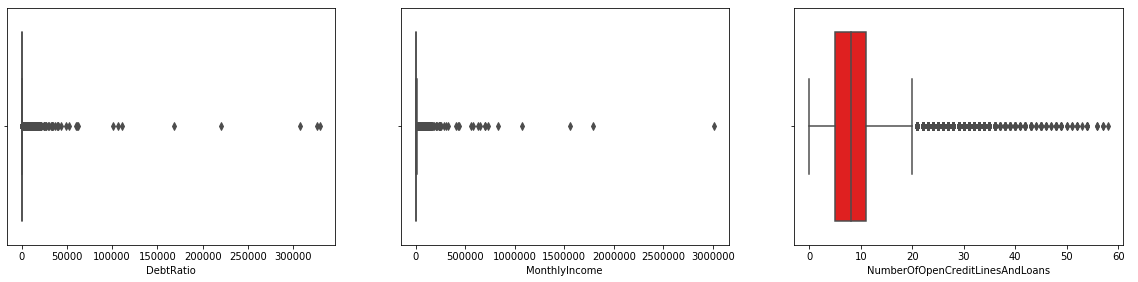 0 50000 100000 150000 200000 250000 300000
DebtRatio
0 500000 1000000 1500000 2000000 2500000 3000000
MonthlyIncome
0 10 20 30 40 50 60
NumberOfOpenCreditLinesAndLoans